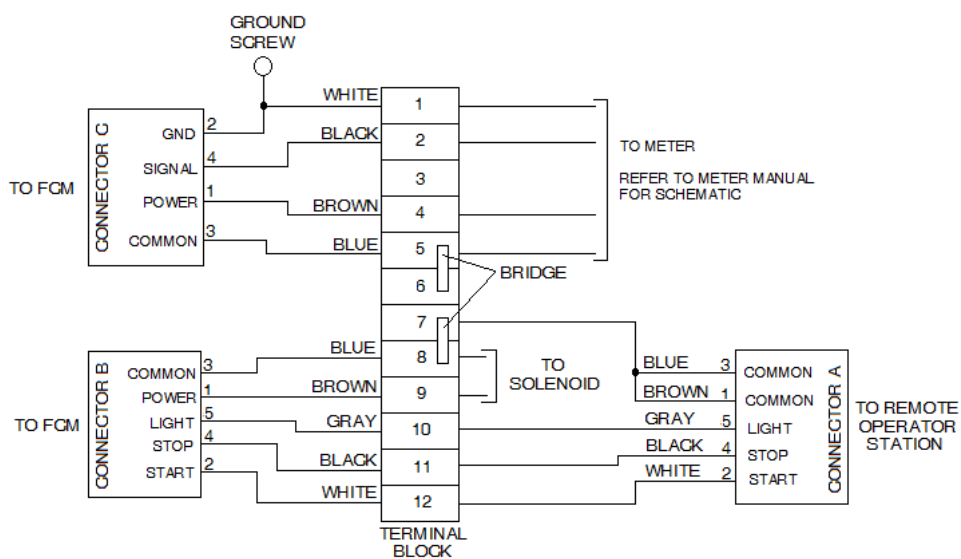 GROUND
SCREW
TO FCM
CONNECTOR C
GND 2
SIGNAL 4
POWER 1
COMMON 3
WHITE
BLACK
BROWN
BLUE
1
2
3
4
5
6
7
8
9
10
11
12
TERMINAL
BLOCK
BRIDGE
TO METER
REFER TO METER MANUAL
FOR SCHEMATIC
TO FCM
CONNECTOR B
COMMON 3
POWER 1
LIGHT 5
STOP 4
START 2
BLUE
BROWN
GRAY
BLACK
WHITE
TO
SOLENOID
BLUE 3 COMMON
BROWN 1 COMMON
GRAY 5 LIGHT
BLACK 4 STOP
WHITE 2 START
CONNECTOR A
TO REMOTE
OPERATOR
STATION